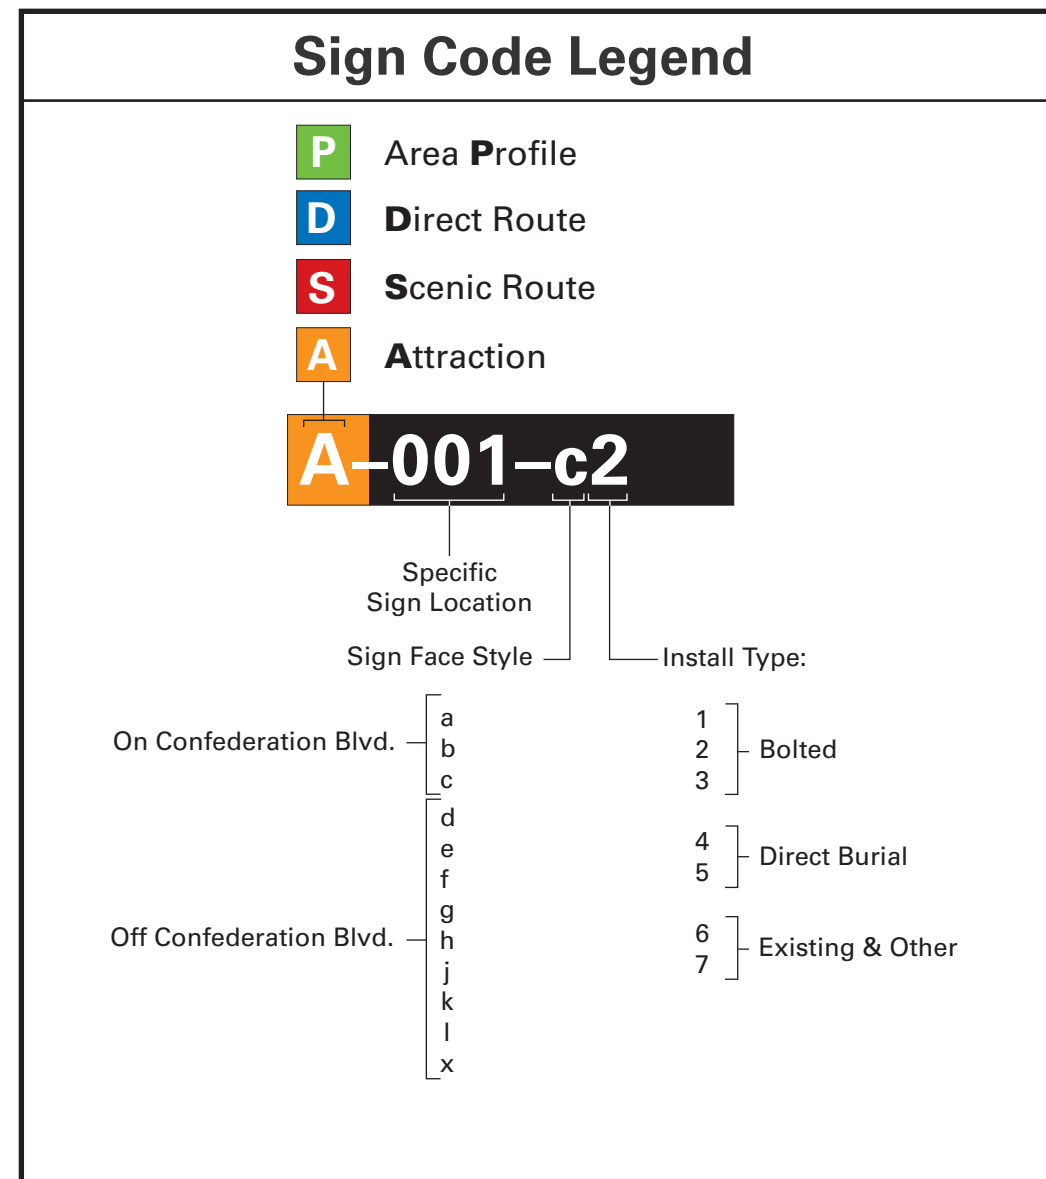 Sign Code Legend
P Area Profile
D Direct Route
S Scenic Route
A Attraction
A–001–c2
Specific
Sign Location
Sign Face Style
Install Type:
On Confederation Blvd.
a
b
c
Off Confederation Blvd.
d
e
f
g
h
j
k
l
x
1
2
3
Bolted
4
5
Direct Burial
6
7
Existing & Other